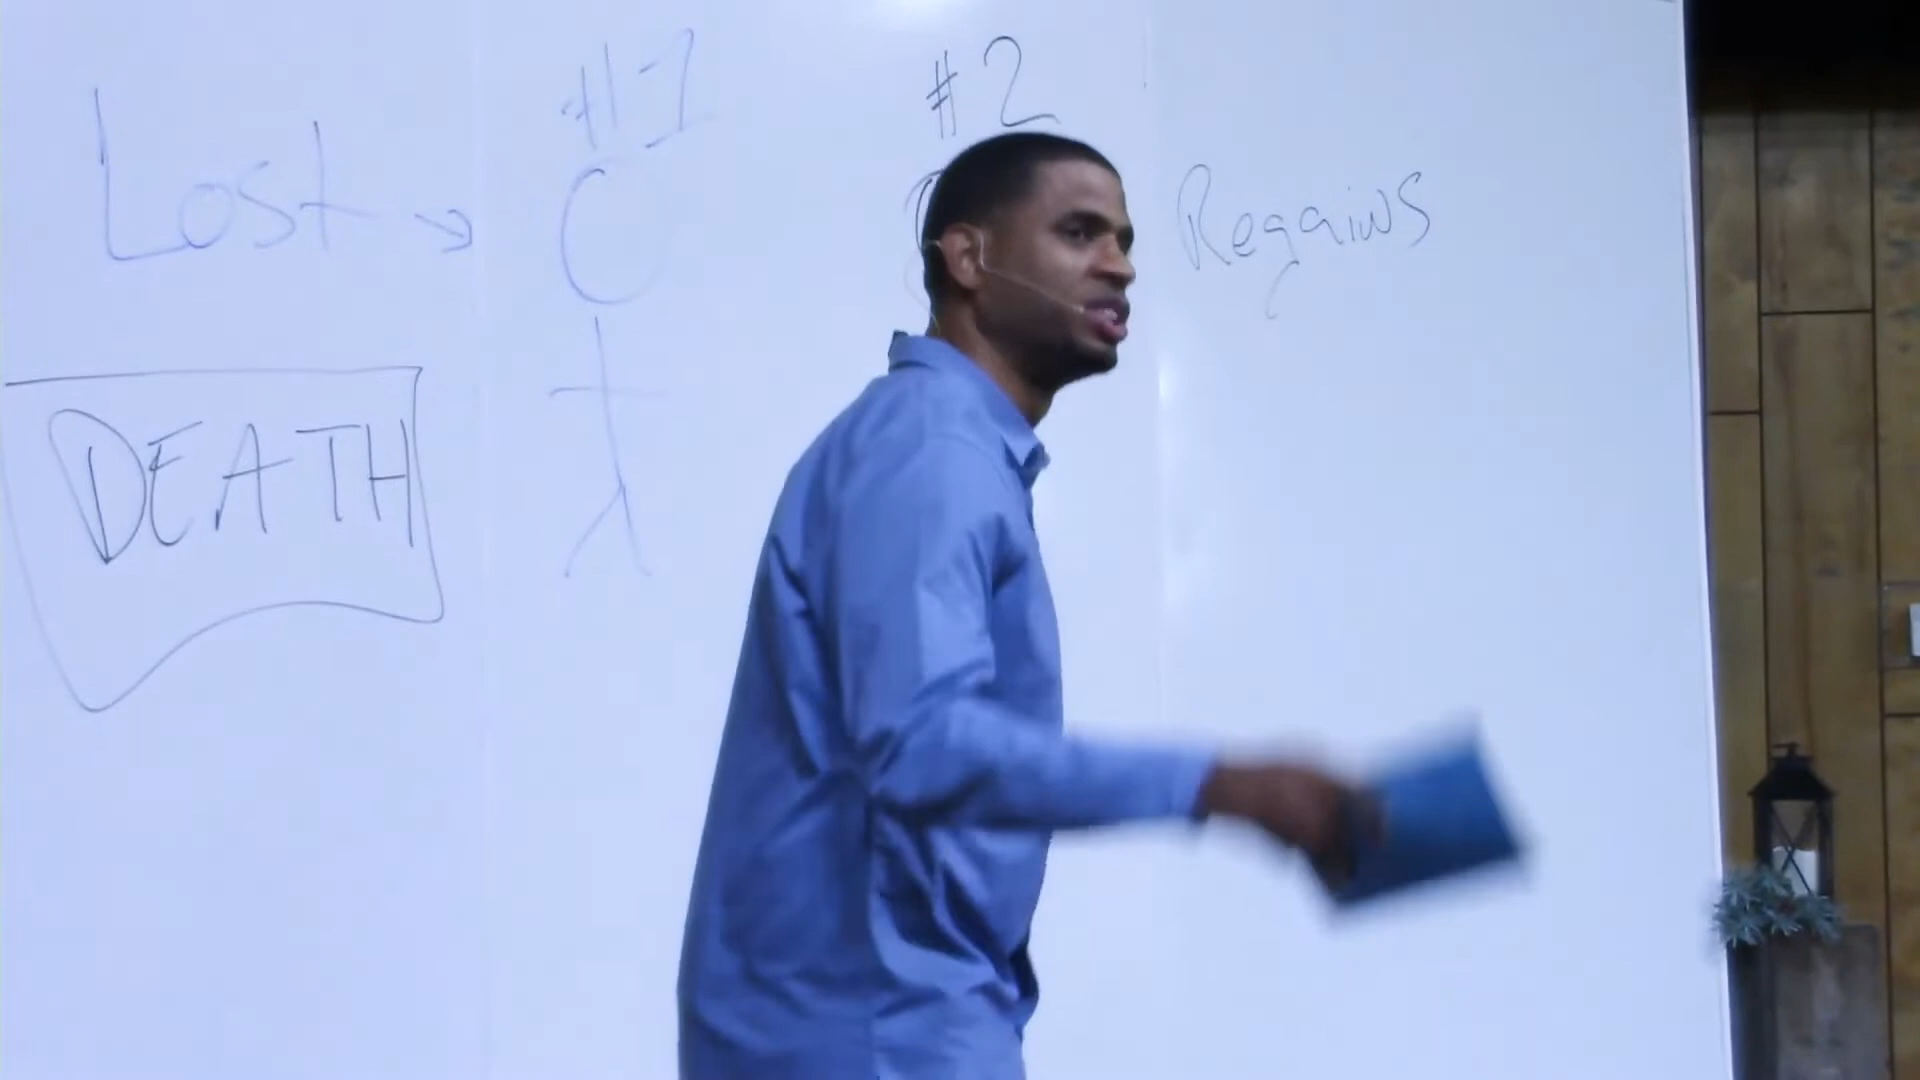 #1
#2
Lost →
Regains
DEATH